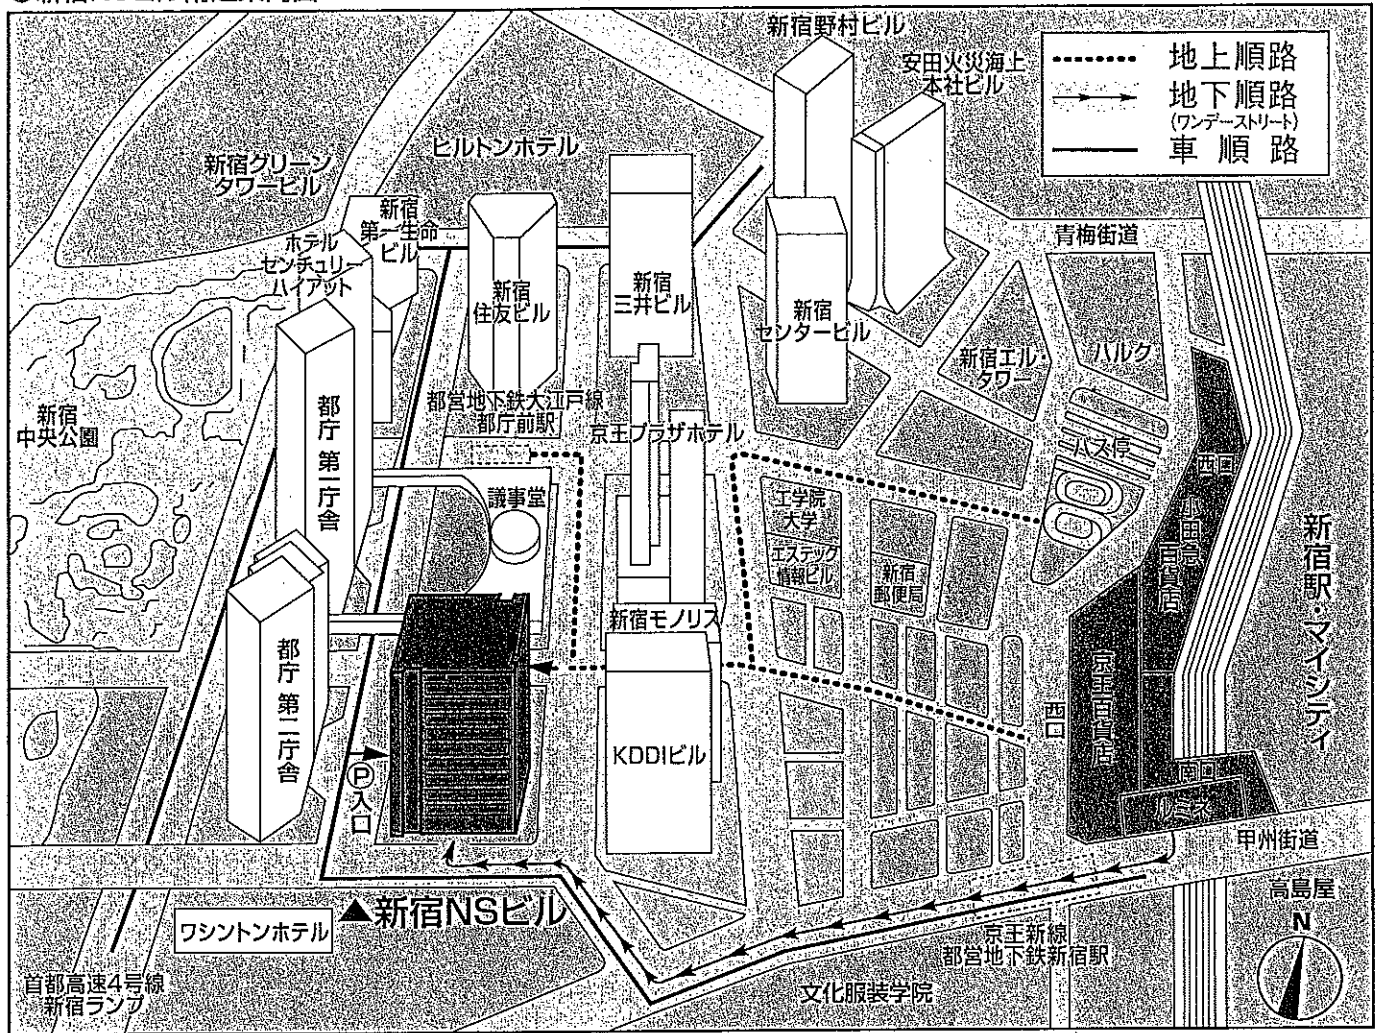 新宿野村ビル
安田火災海上
本社ビル
地上順路
地下順路
(ワンデーストリート)
車順路
ヒルトンホテル
新宿グリーン
タワービル
新宿
第一生命
ビル
ホテル
センチュリー
ハイアット
青梅街道
新宿
住友ビル
新宿
三井ビル
新宿
センタービル
新宿エル・
タワー
ハルク
新宿
中央公園
都庁第一庁舎
都営地下鉄大江戸線
都庁前駅
京王プラザホテル
バス停
西口
小田急
百貨店
議事堂
工学院
大学
エステック
情報ビル
新宿
郵便局
新宿駅・マイシティ
新宿モノリス
都庁第二庁舎
KDDIビル
西口
京王百貨店
P入口
南口
ルミネ
甲州街道
高島屋
N
▲新宿NSビル
ワシントンホテル
京王新線
都営地下鉄新宿駅
首都高速4号線
新宿ランプ
文化服装学院